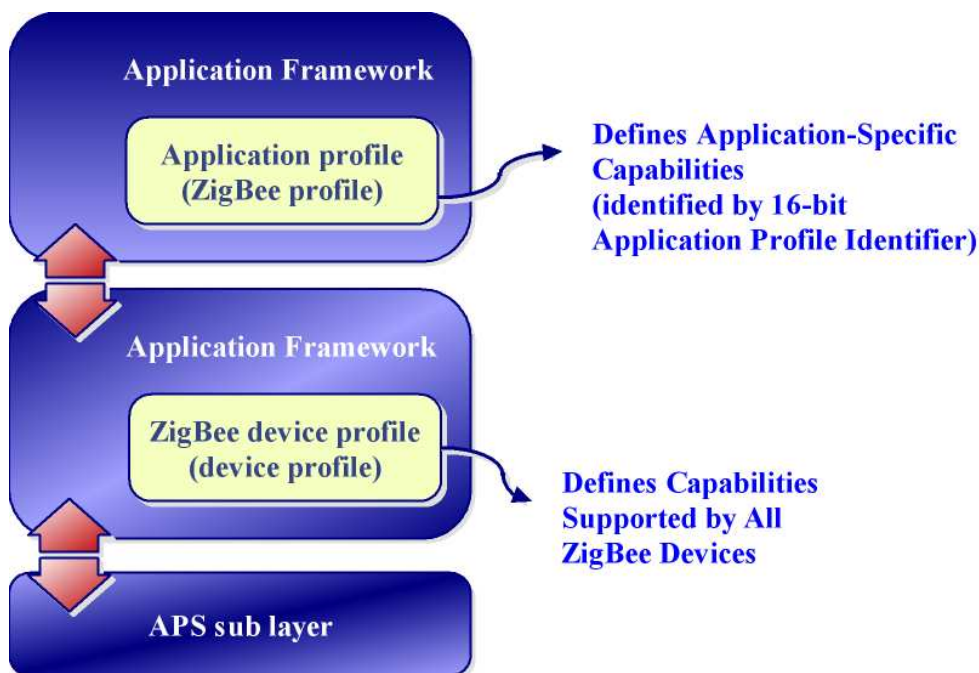 Application Framework
Application profile
(ZigBee profile)
Defines Application-Specific
Capabilities
(identified by 16-bit
Application Profile Identifier)
Application Framework
ZigBee device profile
(device profile)
Defines Capabilities
Supported by All
ZigBee Devices
APS sub layer